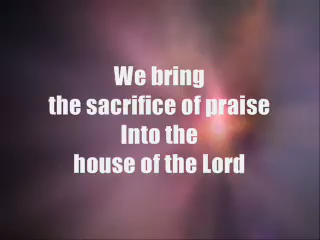 We bring
the sacrifice of praise
Into the
house of the Lord